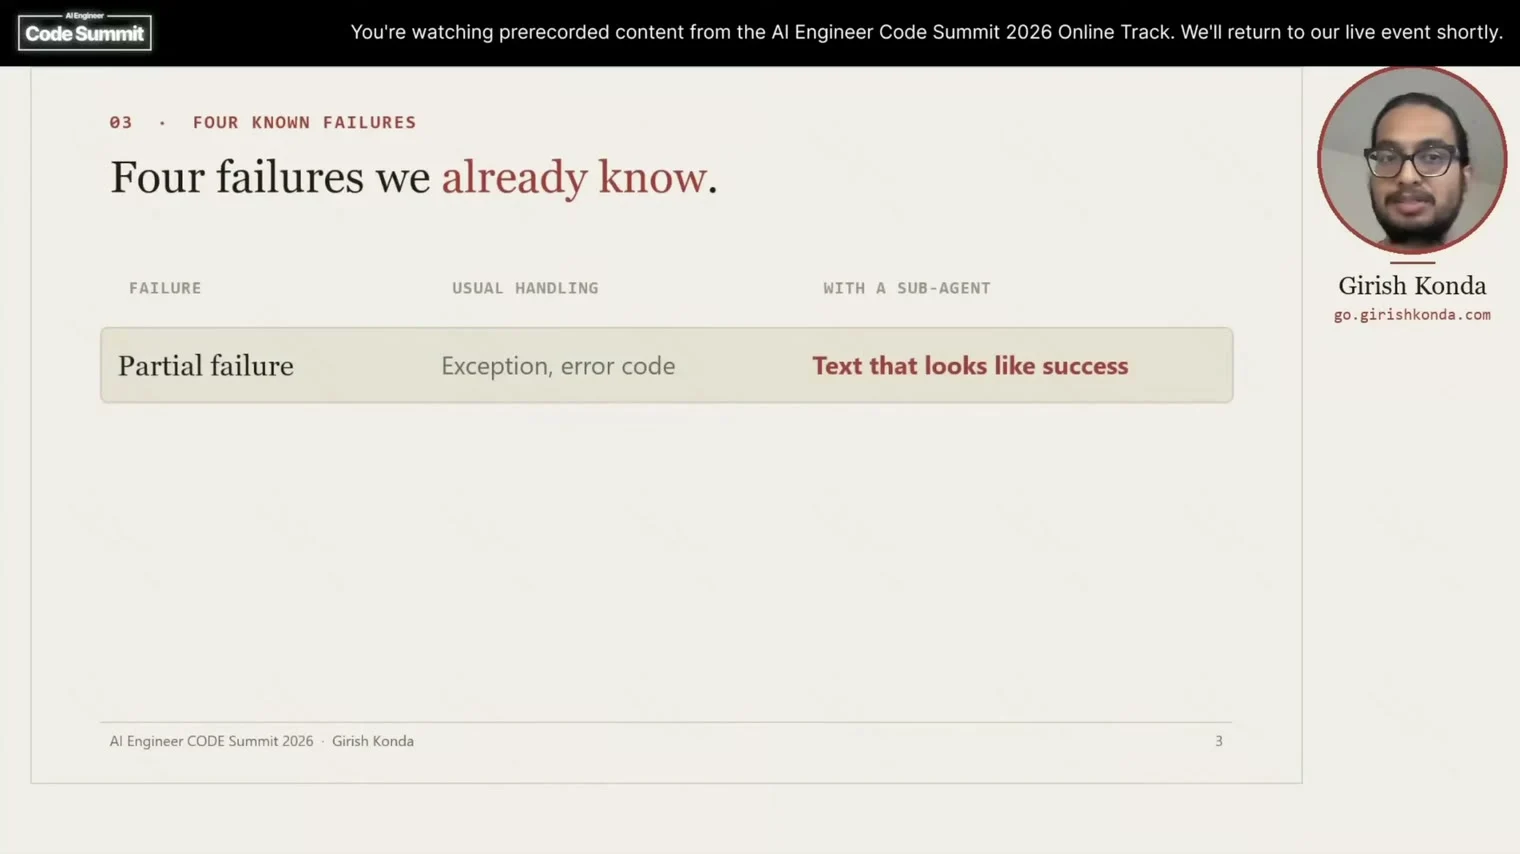 AI Engineer
Code Summit
You're watching prerecorded content from the AI Engineer Code Summit 2026 Online Track. We'll return to our live event shortly.
03 · FOUR KNOWN FAILURES
Four failures we already know.
FAILURE USUAL HANDLING WITH A SUB-AGENT
Partial failure Exception, error code Text that looks like success
Girish Konda
go.girishkonda.com
AI Engineer CODE Summit 2026 · Girish Konda 3